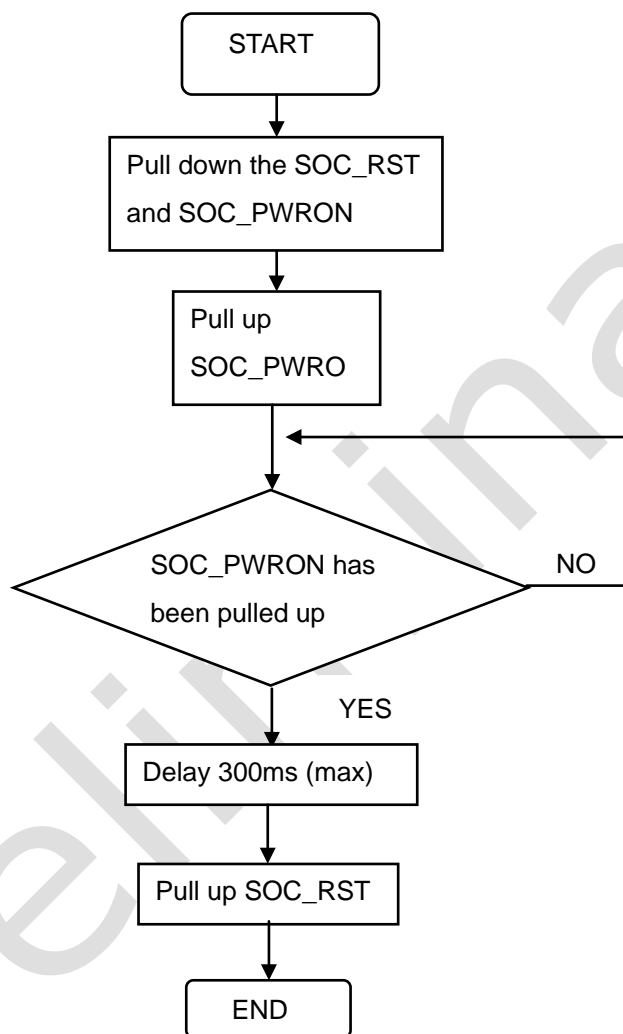 START
Pull down the SOC_RST
and SOC_PWRON
Pull up
SOC_PWRO
SOC_PWRON has
been pulled up
NO
YES
Delay 300ms (max)
Pull up SOC_RST
END
elimina